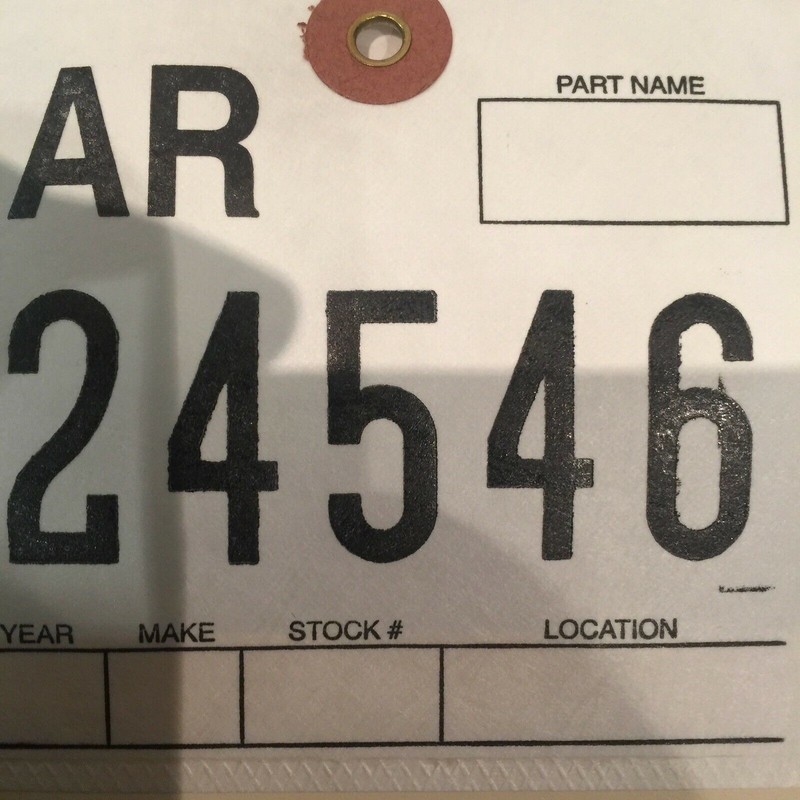 AR
PART NAME
24546
YEAR MAKE STOCK # LOCATION